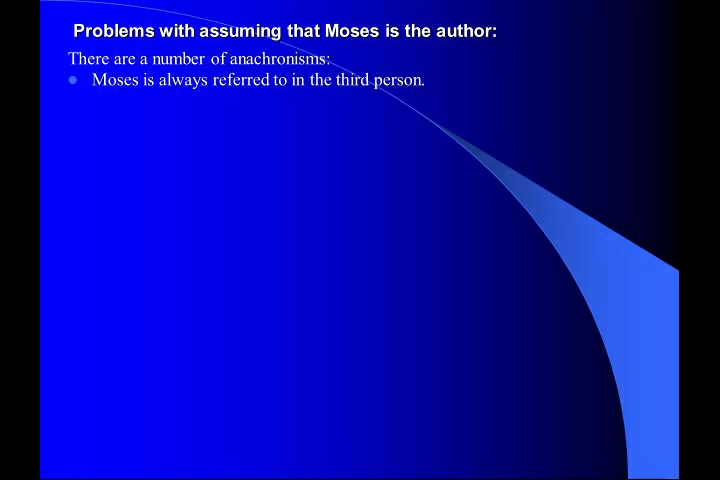 Problems with assuming that Moses is the author:
There are a number of anachronisms:
Moses is always referred to in the third person.